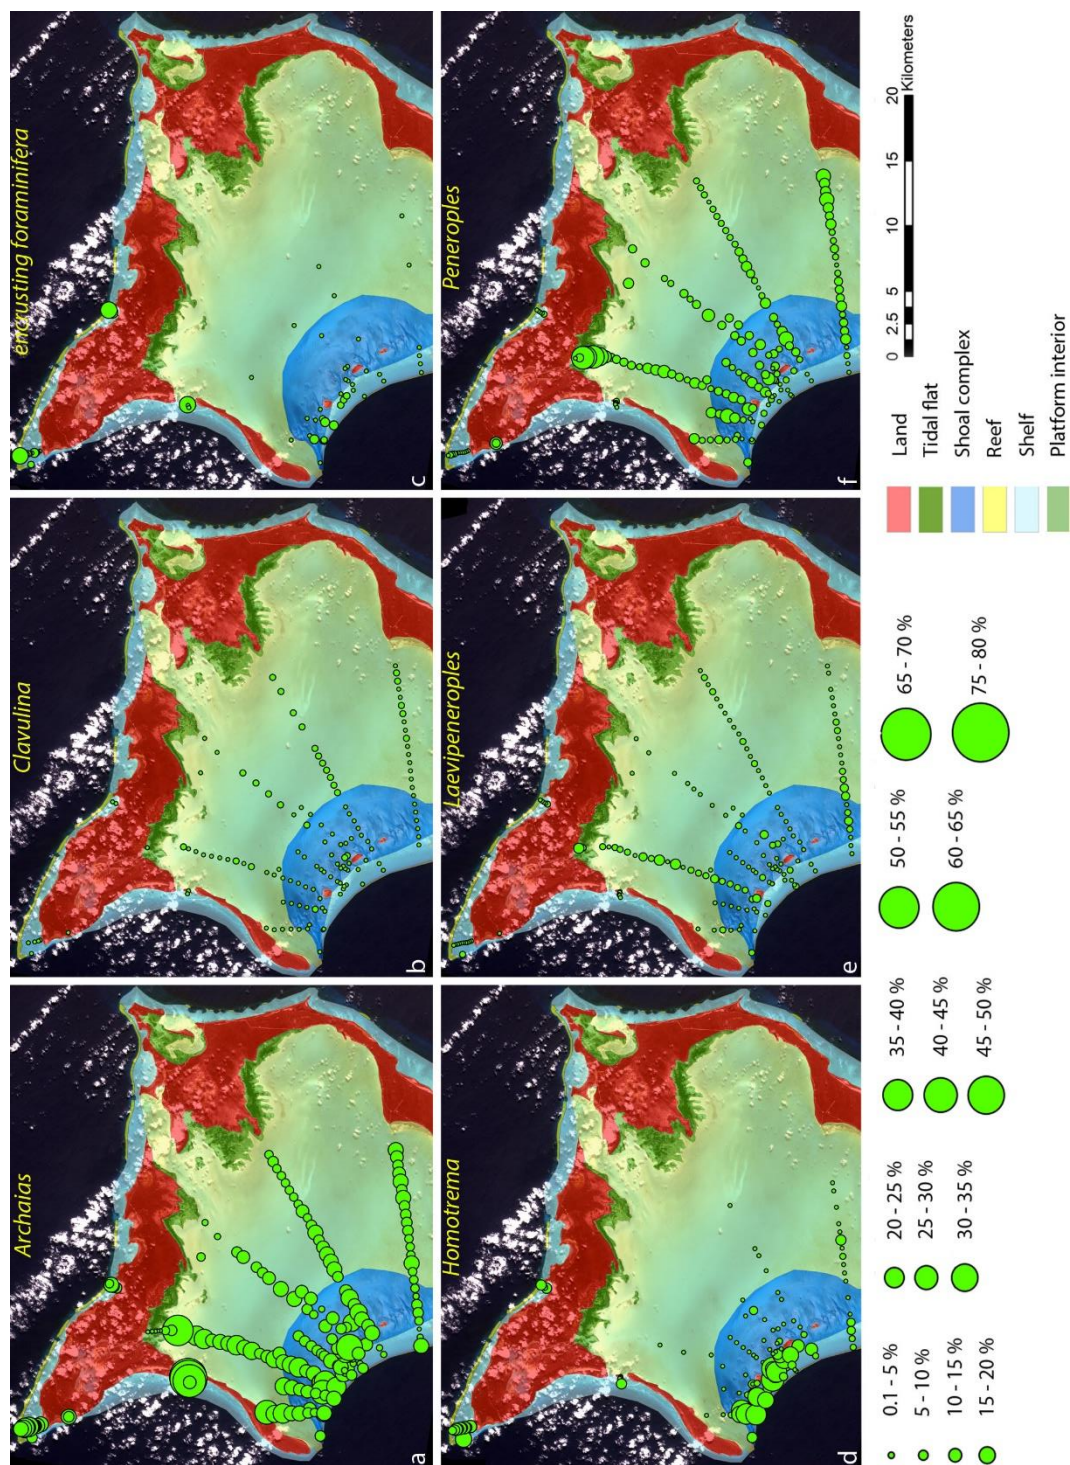 Archaias
a
Clavulina
b
encrusting foraminifera
c
Homotrema
d
Laevipeneroples
e
Peneroples
f
0.1 - 5 %
5 - 10 %
10 - 15 %
15 - 20 %
20 - 25 %
25 - 30 %
30 - 35 %
35 - 40 %
40 - 45 %
45 - 50 %
50 - 55 %
60 - 65 %
65 - 70 %
75 - 80 %
Land
Tidal flat
Shoal complex
Reef
Shelf
Platform interior
0 2.5 5 10 15 20
Kilometers